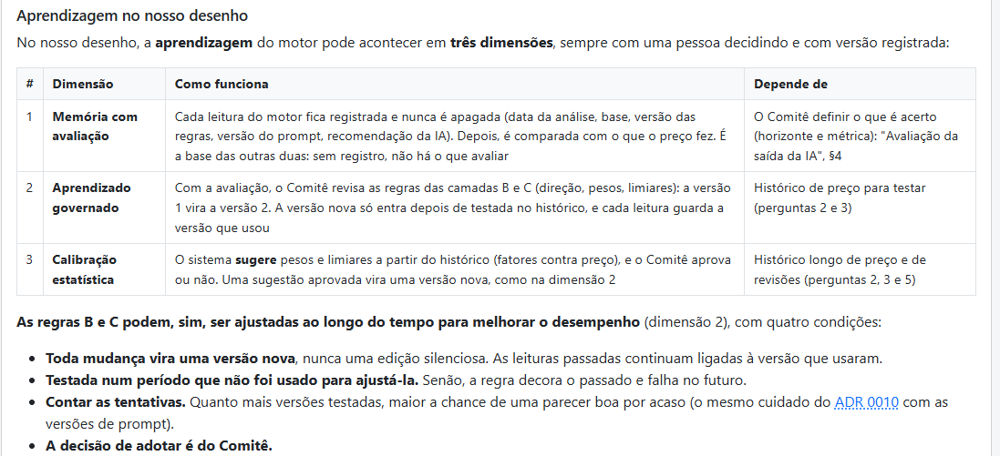 Aprendizagem no nosso desenho
No nosso desenho, a aprendizagem do motor pode acontecer em três dimensões, sempre com uma pessoa decidindo e com versão registrada:
# Dimensão Como funciona Depende de
1 Memória com avaliação
Cada leitura do motor fica registrada e nunca é apagada (data da análise, base, versão das
regras, versão do prompt, recomendação da IA). Depois, é comparada com o que o preço fez. É
a base das outras duas: sem registro, não há o que avaliar
O Comitê definir o que é acerto
(horizonte e métrica): "Avaliação da
saída da IA", §4
2 Aprendizado governado
Com a avaliação, o Comitê revisa as regras das camadas B e C (direção, pesos, limiares): a versão
1 vira a versão 2. A versão nova só entra depois de testada no histórico, e cada leitura guarda a
versão que usou
Histórico de preço para testar
(perguntas 2 e 3)
3 Calibração estatística
O sistema sugere pesos e limiares a partir do histórico (fatores contra preço), e o Comitê aprova
ou não. Uma sugestão aprovada vira uma versão nova, como na dimensão 2
Histórico longo de preço e de
revisões (perguntas 2, 3 e 5)
As regras B e C podem, sim, ser ajustadas ao longo do tempo para melhorar o desempenho (dimensão 2), com quatro condições:
• Toda mudança vira uma versão nova, nunca uma edição silenciosa. As leituras passadas continuam ligadas à versão que usaram.
• Testada num período que não foi usado para ajustá-la. Senão, a regra decora o passado e falha no futuro.
• Contar as tentativas. Quanto mais versões testadas, maior a chance de uma parecer boa por acaso (o mesmo cuidado do ADR 0010 com as
versões de prompt).
• A decisão de adotar é do Comitê.